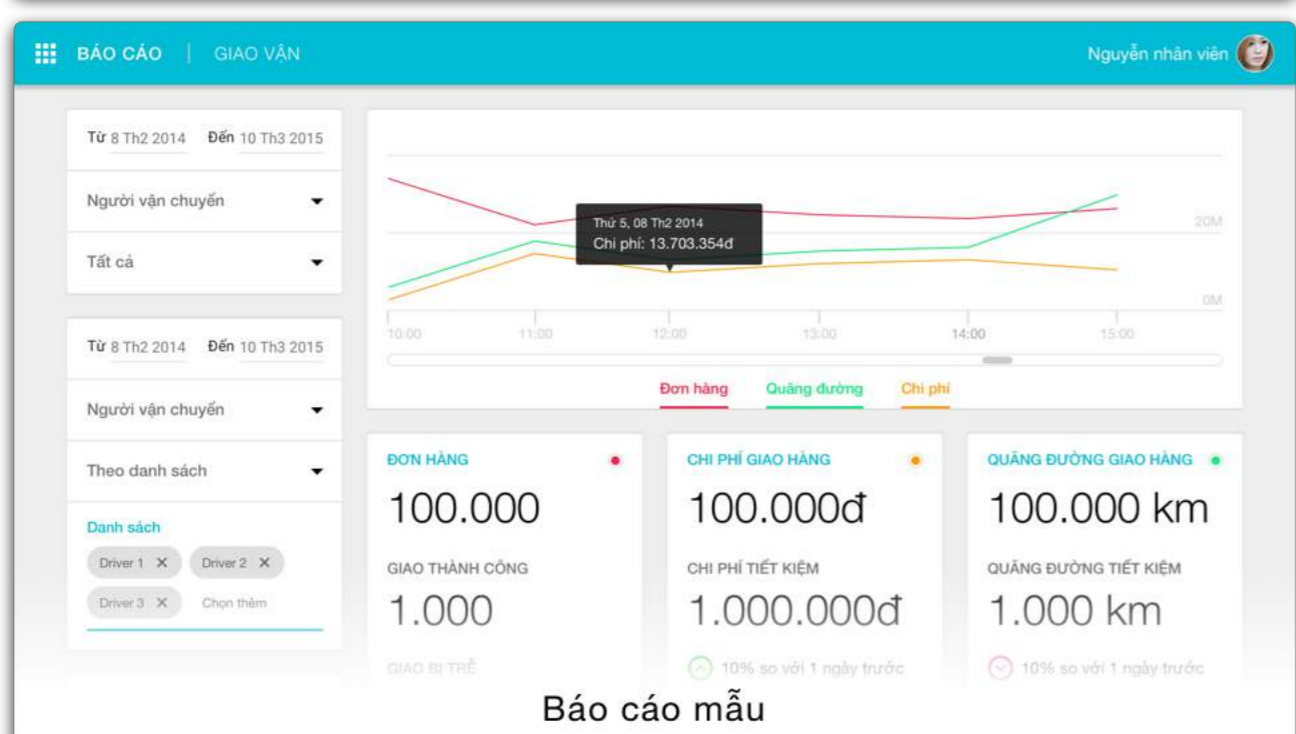 BÁO CÁO | GIAO VẬN
Nguyễn nhân viên
Từ 8 Th2 2014 Đến 10 Th3 2015
Người vận chuyển
Tất cả
Từ 8 Th2 2014 Đến 10 Th3 2015
Người vận chuyển
Theo danh sách
Danh sách
Driver 1 X Driver 2 X
Driver 3 X Chọn thêm
Thứ 5, 08 Th2 2014
Chi phí: 13.703.354đ
20M
0M
10:00 11:00 12:00 13:00 14:00 15:00
Đơn hàng Quãng đường Chi phí
ĐƠN HÀNG
100.000
GIAO THÀNH CÔNG
1.000
GIAO BỊ TRỄ
CHI PHÍ GIAO HÀNG
100.000đ
CHI PHÍ TIẾT KIỆM
1.000.000đ
10% so với 1 ngày trước
QUÃNG ĐƯỜNG GIAO HÀNG
100.000 km
QUÃNG ĐƯỜNG TIẾT KIỆM
1.000 km
10% so với 1 ngày trước
Báo cáo mẫu